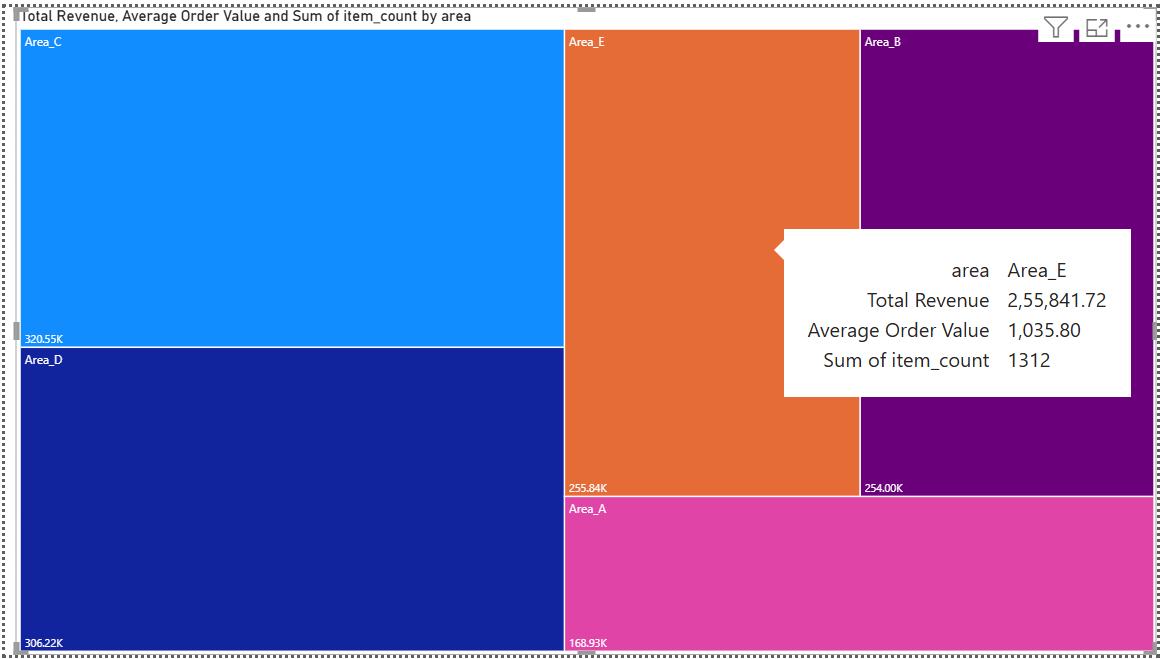 Total Revenue, Average Order Value and Sum of item_count by area
Area_C
320.55K
Area_D
306.22K
Area_E
255.84K
Area_B
254.00K
Area_A
168.93K
area Area_E
Total Revenue 2,55,841.72
Average Order Value 1,035.80
Sum of item_count 1312